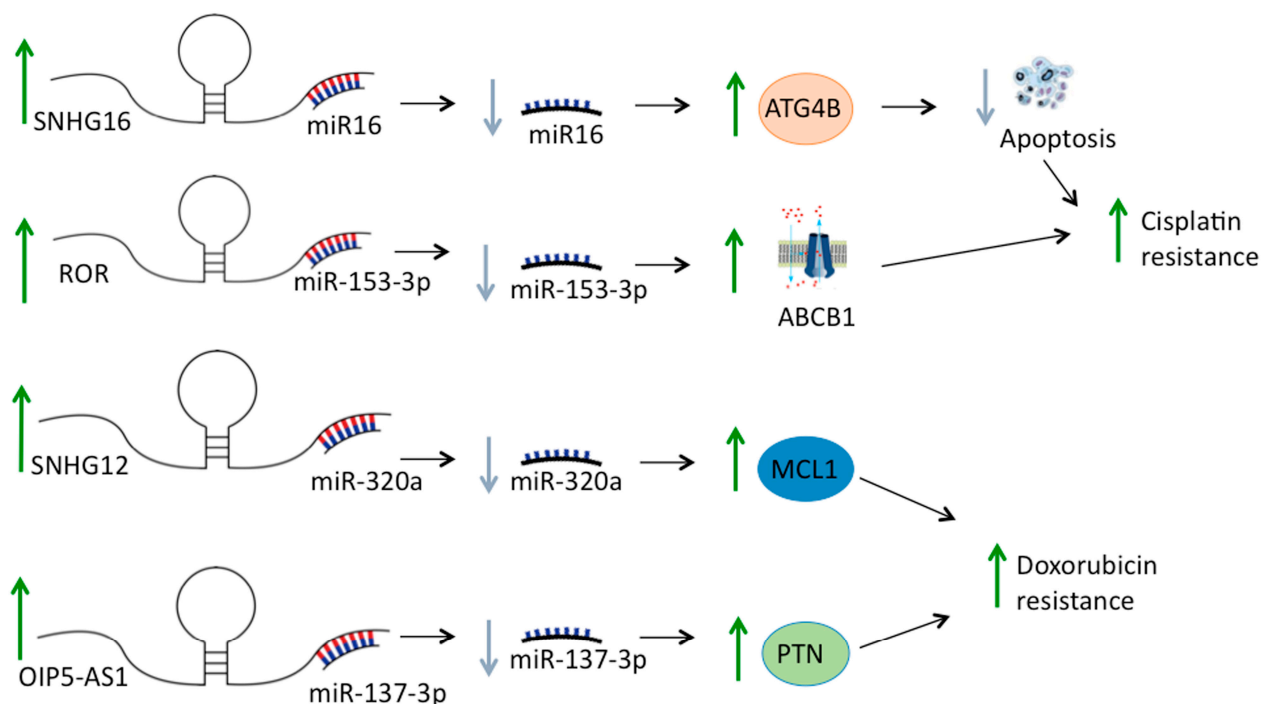 SNHG16
miR16
miR16
ATG4B
Apoptosis
ROR
miR-153-3p
miR-153-3p
ABCB1
Cisplatin
resistance
SNHG12
miR-320a
miR-320a
MCL1
OIP5-AS1
miR-137-3p
miR-137-3p
PTN
Doxorubicin
resistance